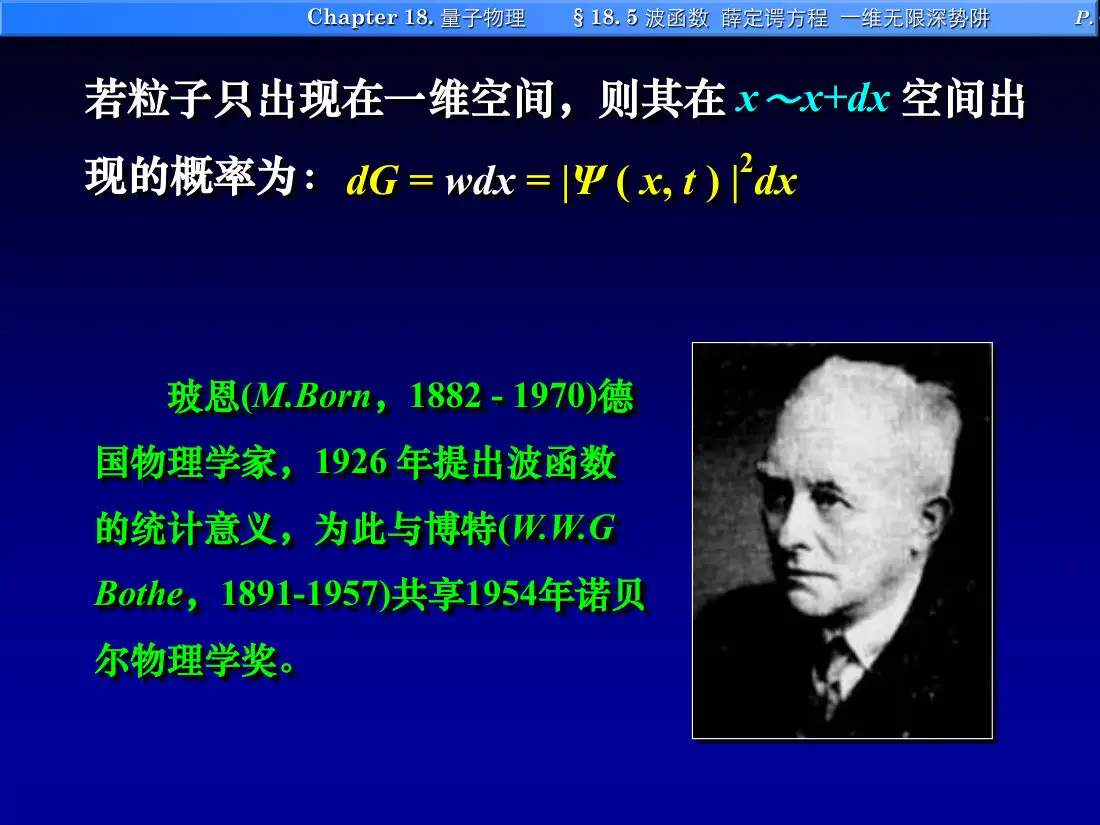 Chapter 18. 量子物理 § 18. 5 波函数 薛定谔方程 一维无限深势阱 P.
若粒子只出现在一维空间，则其在 x～x+dx 空间出
现的概率为： dG = wdx = |Ψ ( x, t ) |²dx
玻恩(M.Born，1882 - 1970)德
国物理学家，1926 年提出波函数
的统计意义，为此与博特(W.W.G
Bothe，1891-1957)共享1954年诺贝
尔物理学奖。